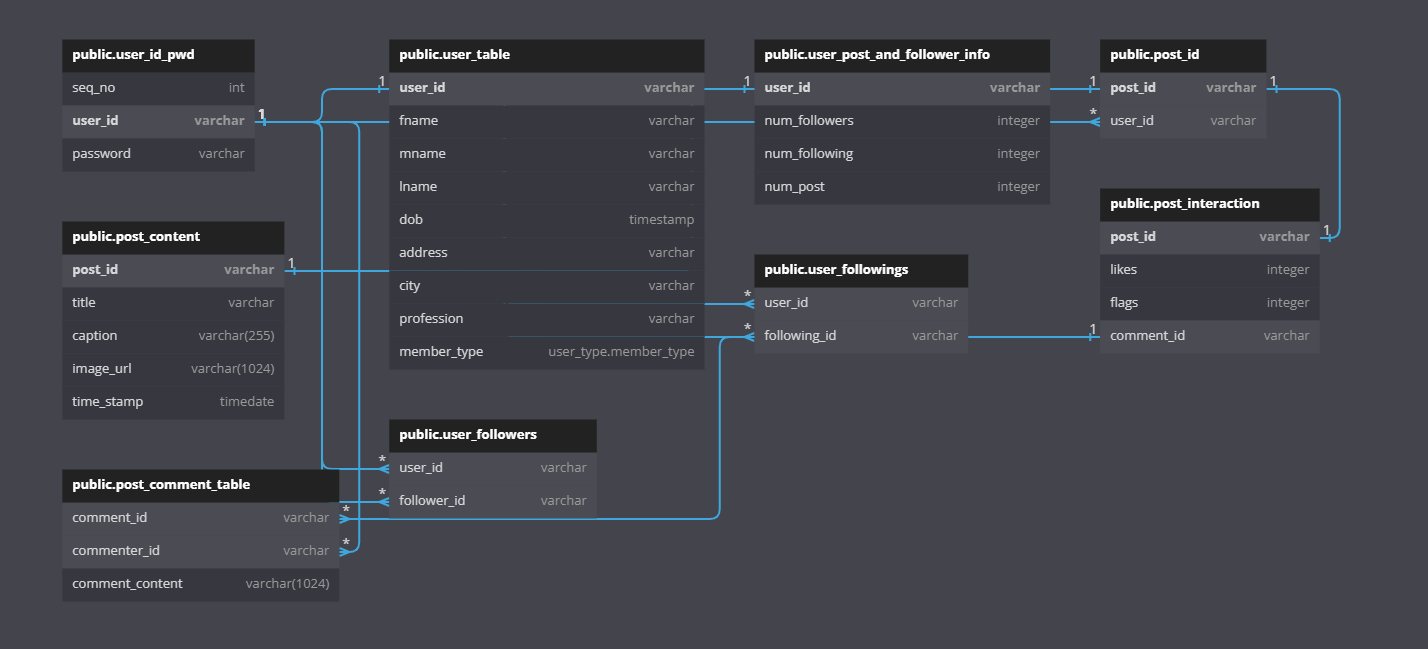 public.user_id_pwd
seq_no int
user_id varchar
password varchar
public.user_table
user_id varchar
fname varchar
mname varchar
lname varchar
dob timestamp
address varchar
city varchar
profession varchar
member_type user_type.member_type
public.user_post_and_follower_info
user_id varchar
num_followers integer
num_following integer
num_post integer
public.post_id
post_id varchar
user_id varchar
public.post_interaction
post_id varchar
likes integer
flags integer
comment_id varchar
public.post_content
post_id varchar
title varchar
caption varchar(255)
image_url varchar(1024)
time_stamp timedate
public.user_followings
user_id varchar
following_id varchar
public.user_followers
user_id varchar
follower_id varchar
public.post_comment_table
comment_id varchar
commenter_id varchar
comment_content varchar(1024)
1
1
1
1
1
1
1
1
*
*
*
*
*
*
*